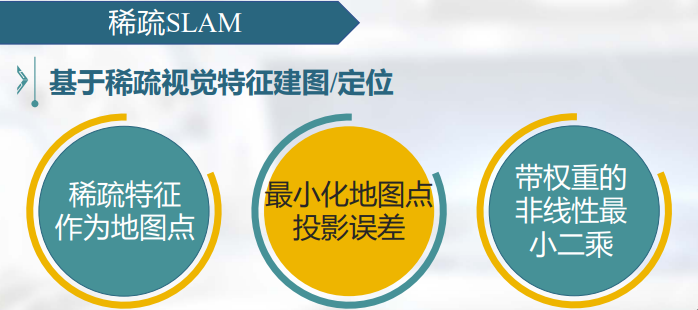 稀疏SLAM
基于稀疏视觉特征建图/定位
稀疏特征
作为地图点
最小化地图点
投影误差
带权重的
非线性最
小二乘